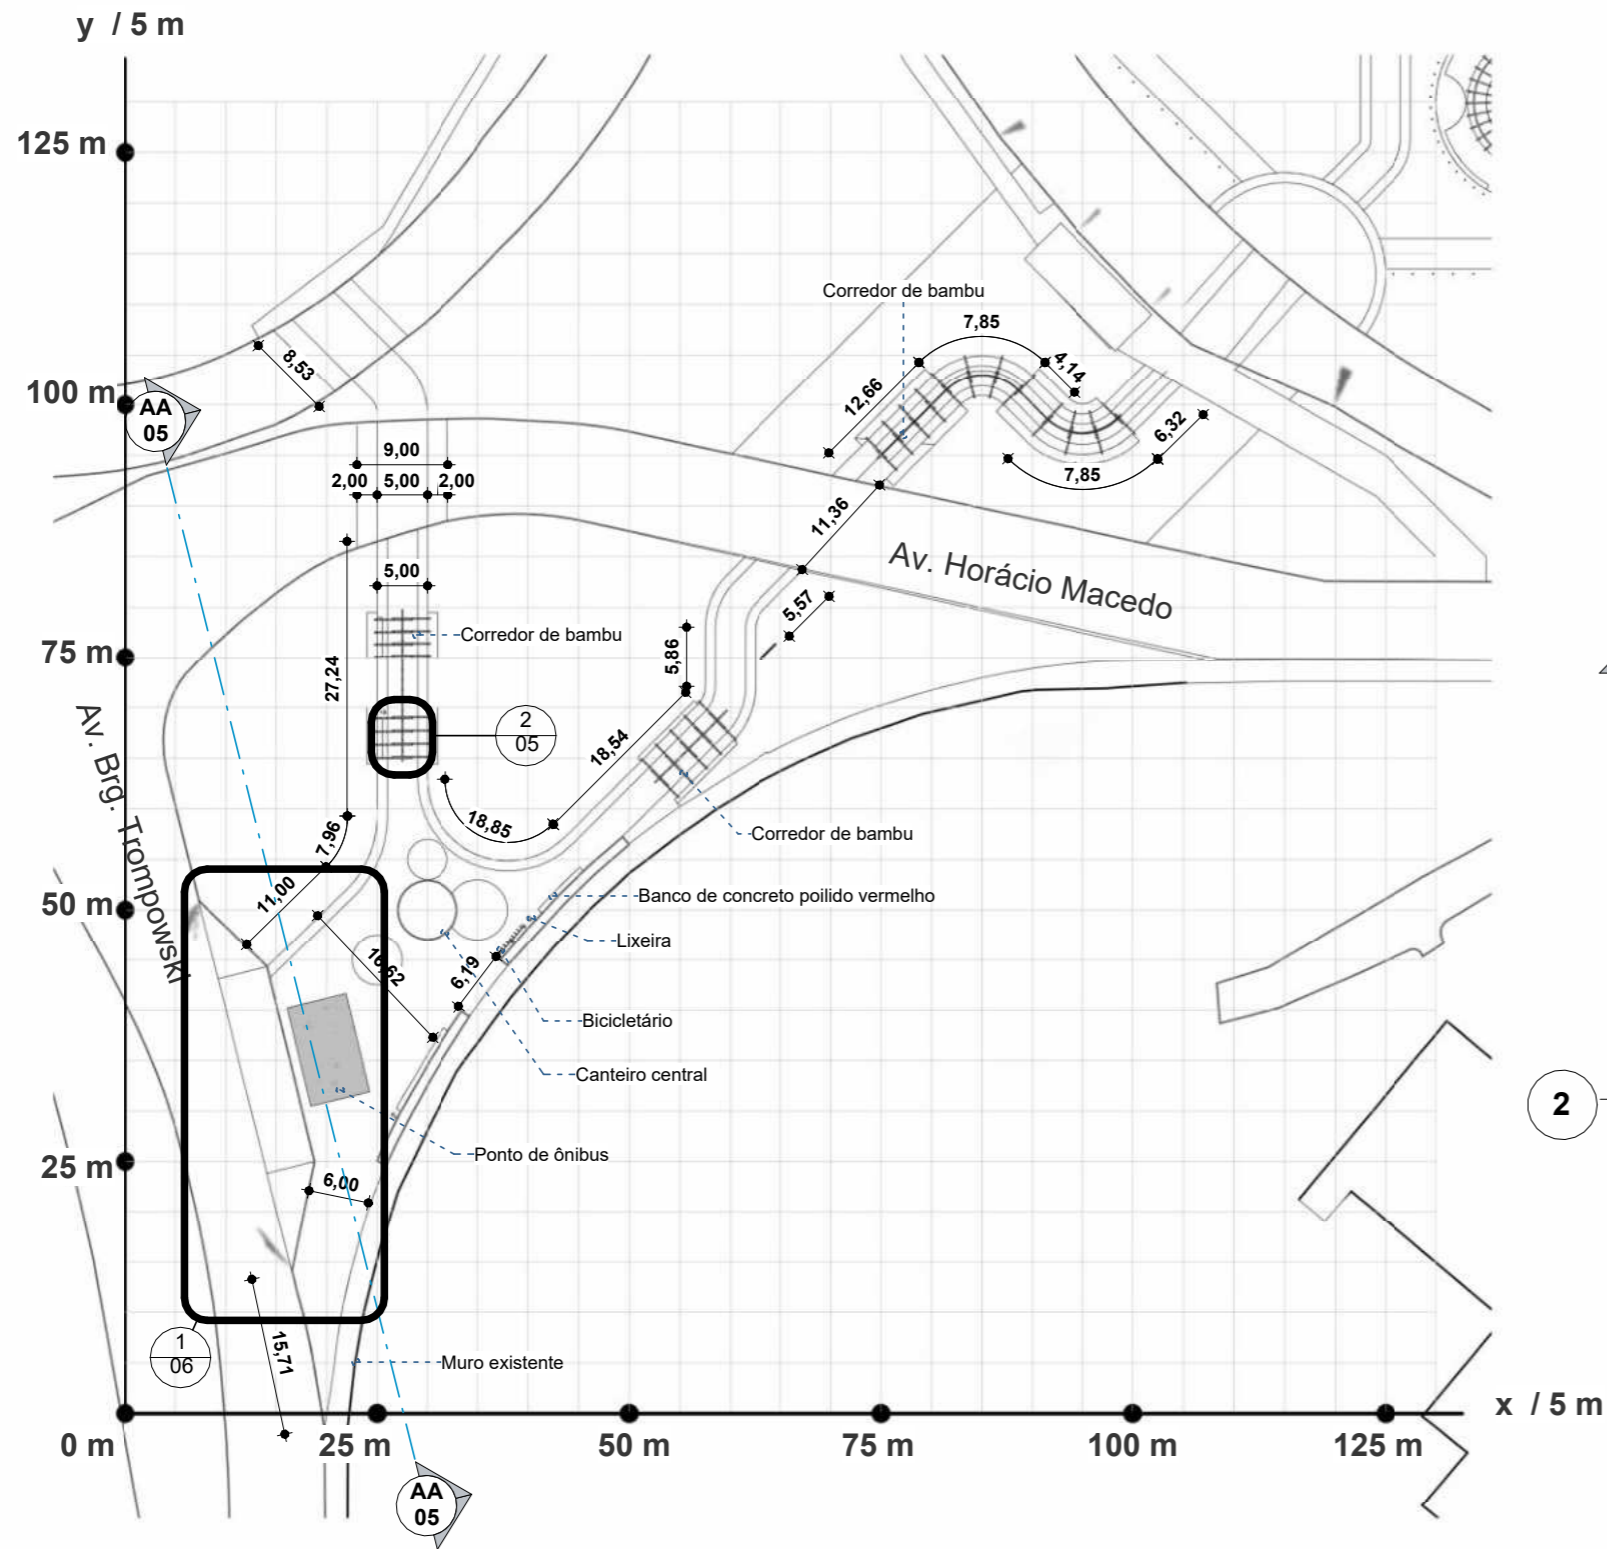 y / 5 m
125 m
Corredor de bambu
7,85
8,53
4,14
100 m
AA
05
12,66
6,32
9,00
7,85
2,00
5,00
2,00
11,36
Av. Horácio Macedo
5,00
5,57
Corredor de bambu
75 m
27,24
5,86
Av. Brg. Trompowski
2
05
18,54
18,85
7,96
Corredor de bambu
11,00
Banco de concreto poilido vermelho
50 m
Lixeira
16,62
6,19
Bicicletário
Canteiro central
2
Ponto de ônibus
25 m
6,00
1
06
15,71
Muro existente
x / 5 m
0 m
25 m
50 m
75 m
100 m
125 m
AA
05